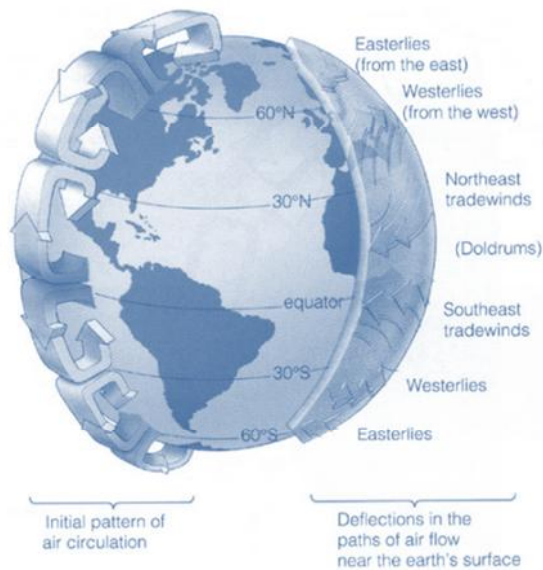 Easterlies
(from the east)
Westerlies
(from the west)
60°N
Northeast
tradewinds
30°N
(Doldrums)
equator
Southeast
tradewinds
30°S
Westerlies
60°S
Easterlies
Initial pattern of
air circulation
Deflections in the
paths of air flow
near the earth's surface